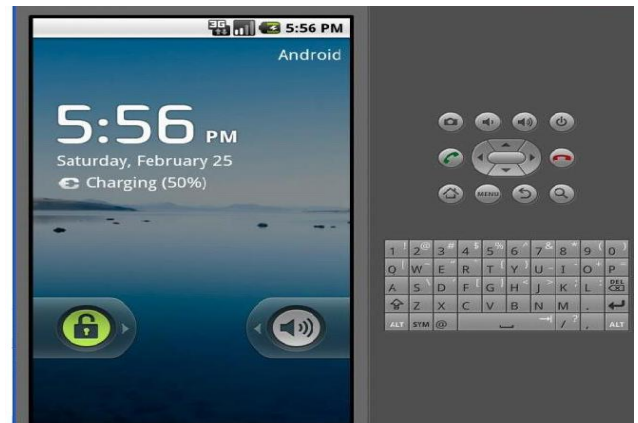 3G 5:56 PM
Android
5:56 PM
Saturday, February 25
Charging (50%)
MENU
1 ! 2 @ 3 # 4 $ 5 % 6 ^ 7 & 8 * 9 ( 0 )
Q W E R T Y U I O P
A S D F G H J K L DEL
Z X C V B N M .
ALT SYM @ / ? , ALT